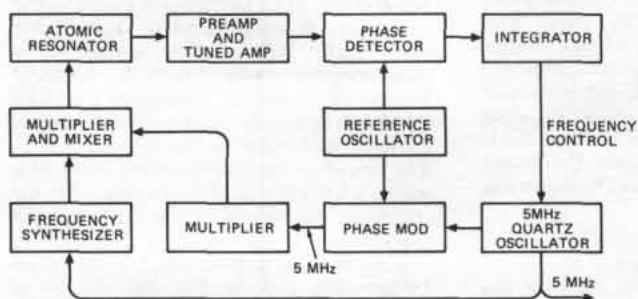 ATOMIC
RESONATOR
PREAMP
AND
TUNED AMP
PHASE
DETECTOR
INTEGRATOR
MULTIPLIER
AND MIXER
REFERENCE
OSCILLATOR
FREQUENCY
CONTROL
FREQUENCY
SYNTHESIZER
MULTIPLIER
PHASE MOD
5MHz
QUARTZ
OSCILLATOR
5 MHz
5 MHz